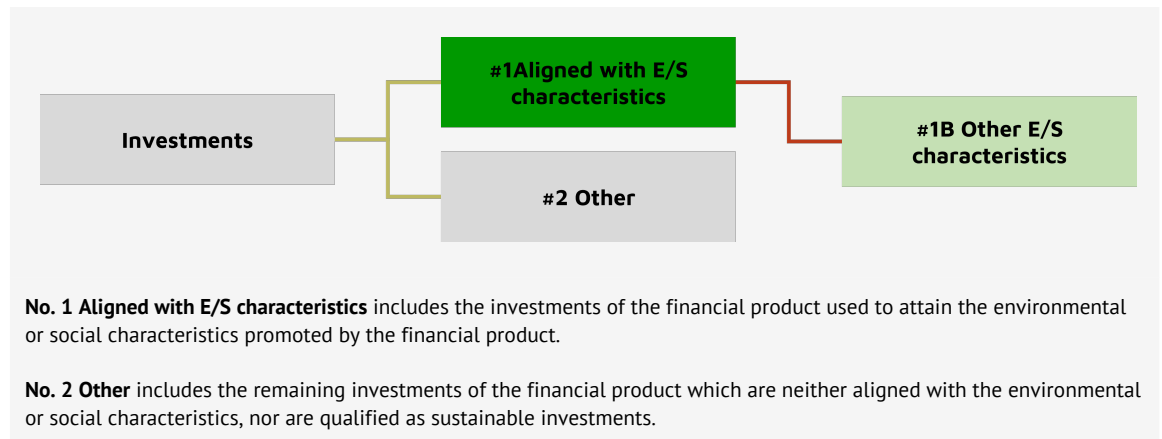 #1Aligned with E/S
characteristics
Investments
#1B Other E/S
characteristics
#2 Other
No. 1 Aligned with E/S characteristics includes the investments of the financial product used to attain the environmental
or social characteristics promoted by the financial product.
No. 2 Other includes the remaining investments of the financial product which are neither aligned with the environmental
or social characteristics, nor are qualified as sustainable investments.